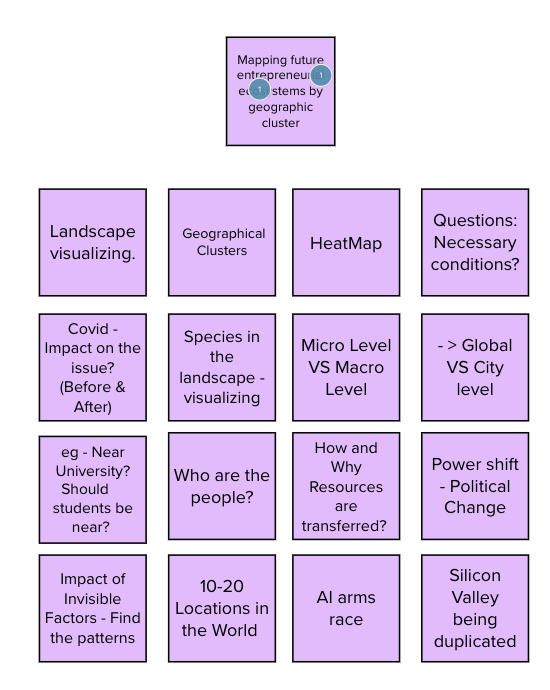 Mapping future
entrepreneurial
stems by
geographic
cluster
1
1
Landscape
visualizing.
Geographical
Clusters
HeatMap
Questions:
Necessary
conditions?
Covid -
Impact on the
issue?
(Before &
After)
Species in
the
landscape -
visualizing
Micro Level
VS Macro
Level
- > Global
VS City
level
eg - Near
University?
Should
students be
near?
Who are the
people?
How and
Why
Resources
are
transferred?
Power shift
- Political
Change
Impact of
Invisible
Factors - Find
the patterns
10-20
Locations in
the World
AI arms
race
Silicon
Valley
being
duplicated